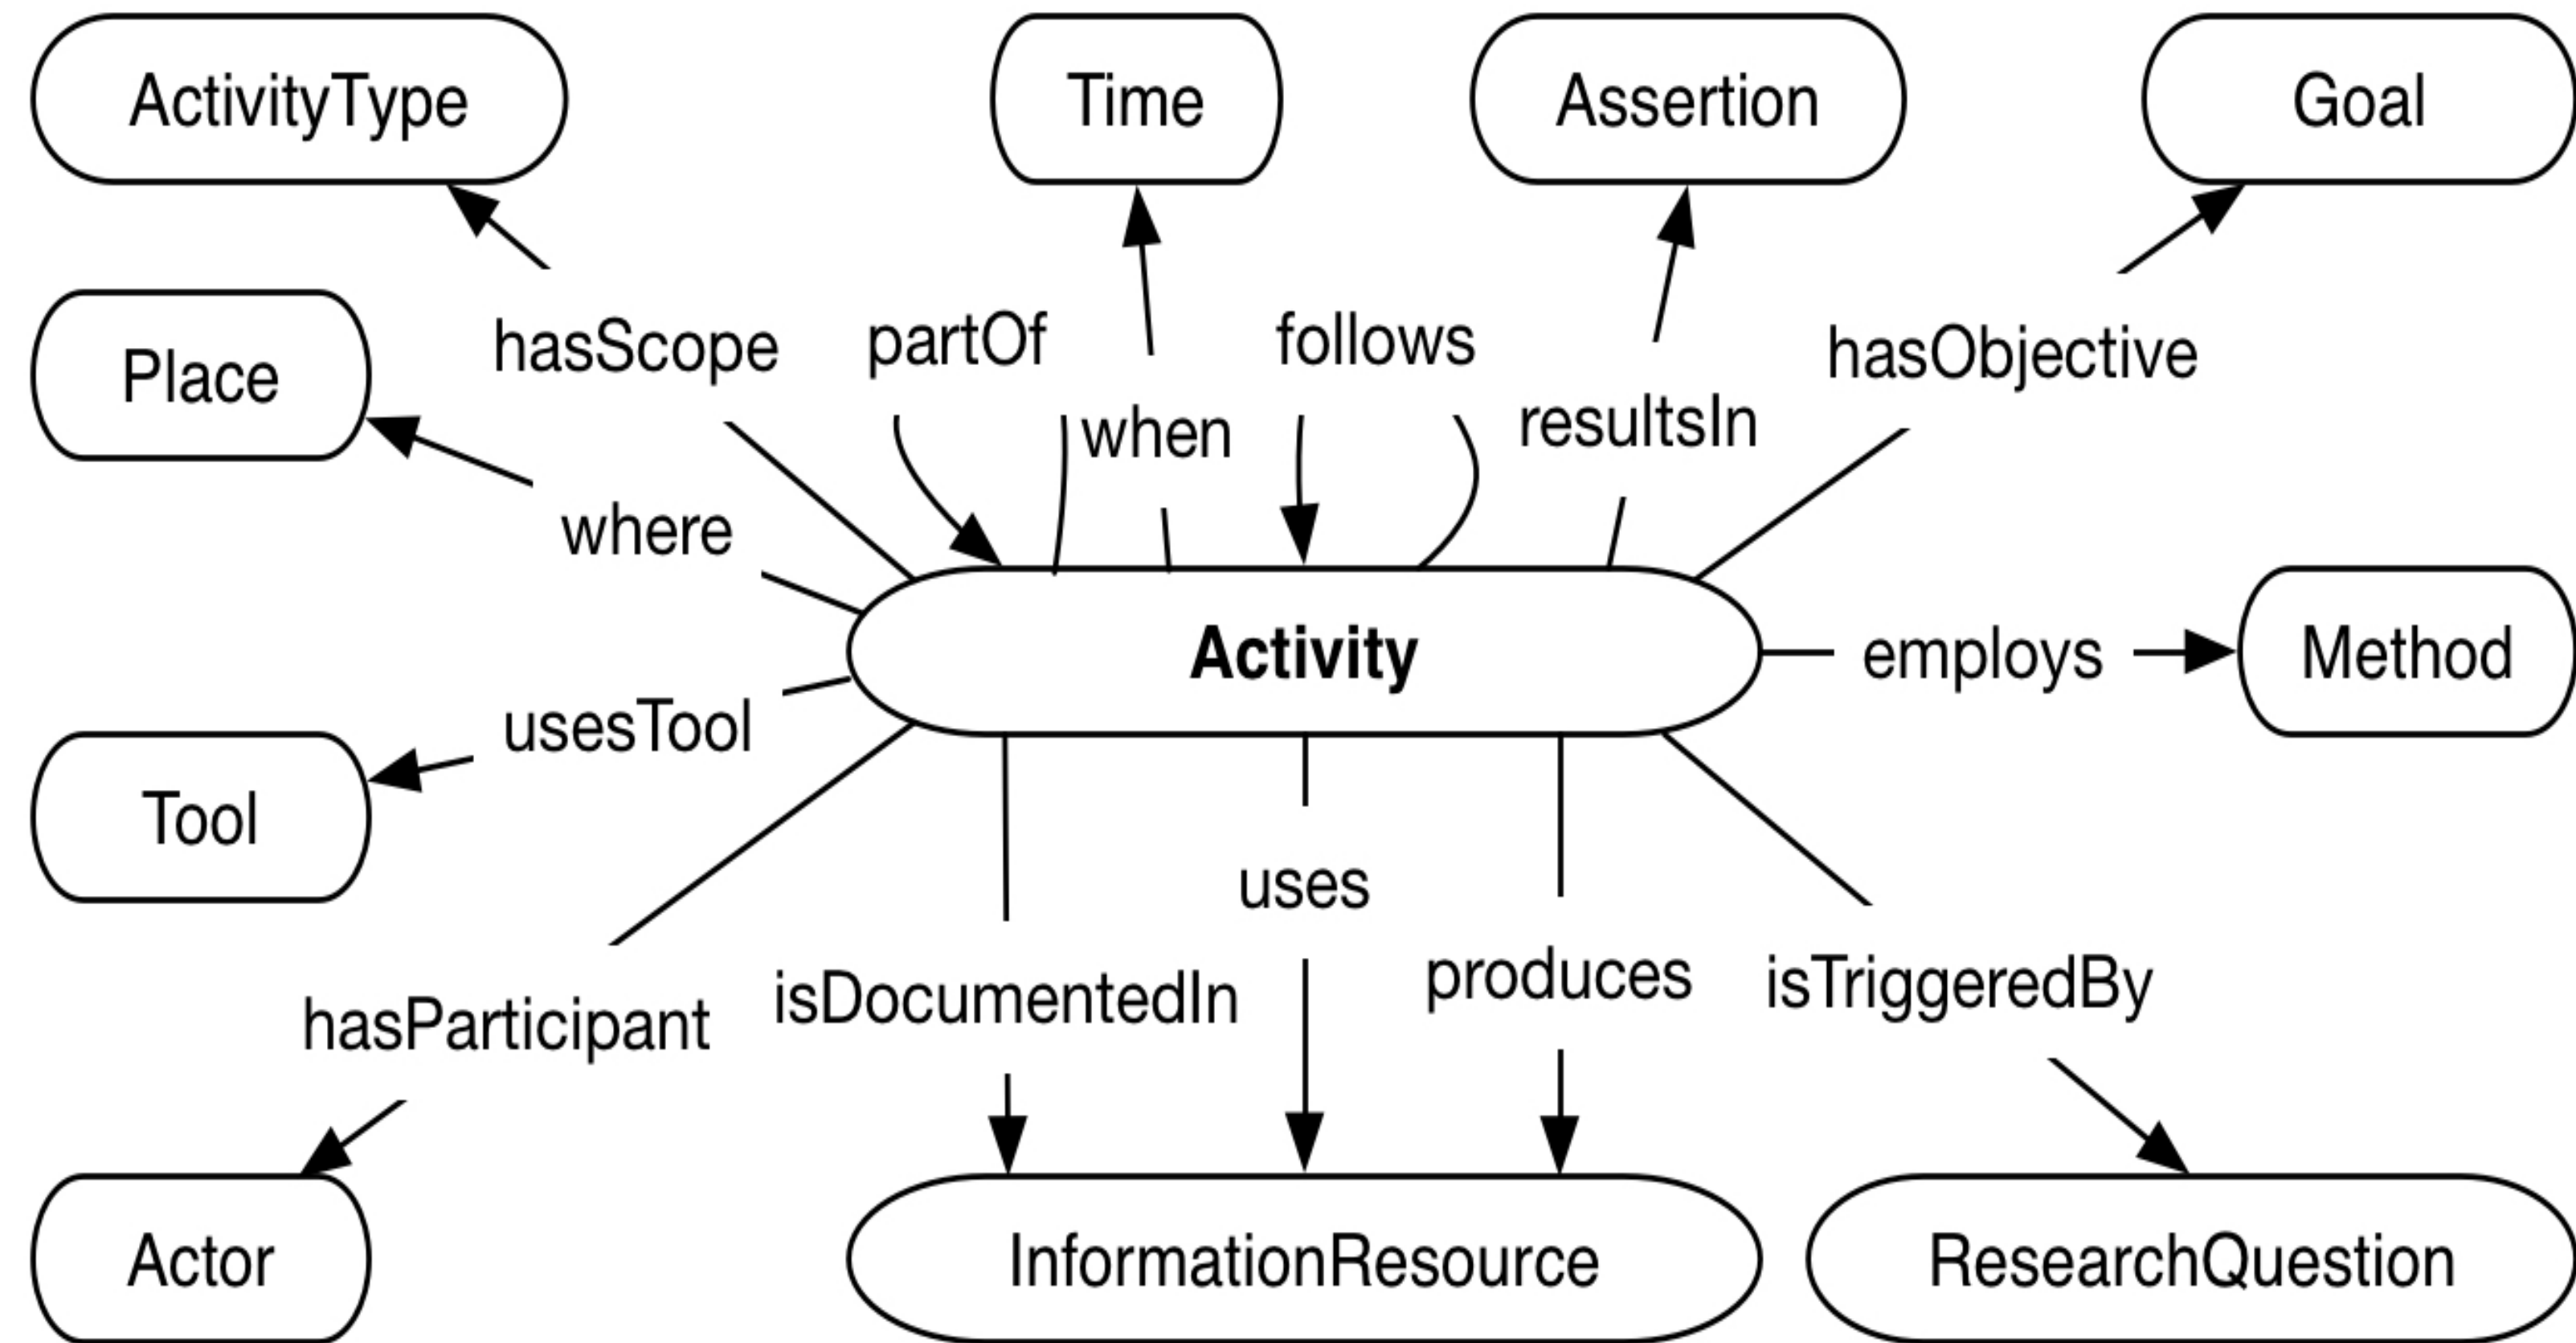 ActivityType
Time
Assertion
Goal
Place
hasScope
partOf
when
follows
resultsIn
hasObjective
where
Activity
employs
Method
usesTool
Tool
uses
hasParticipant
isDocumentedIn
produces
isTriggeredBy
Actor
InformationResource
ResearchQuestion